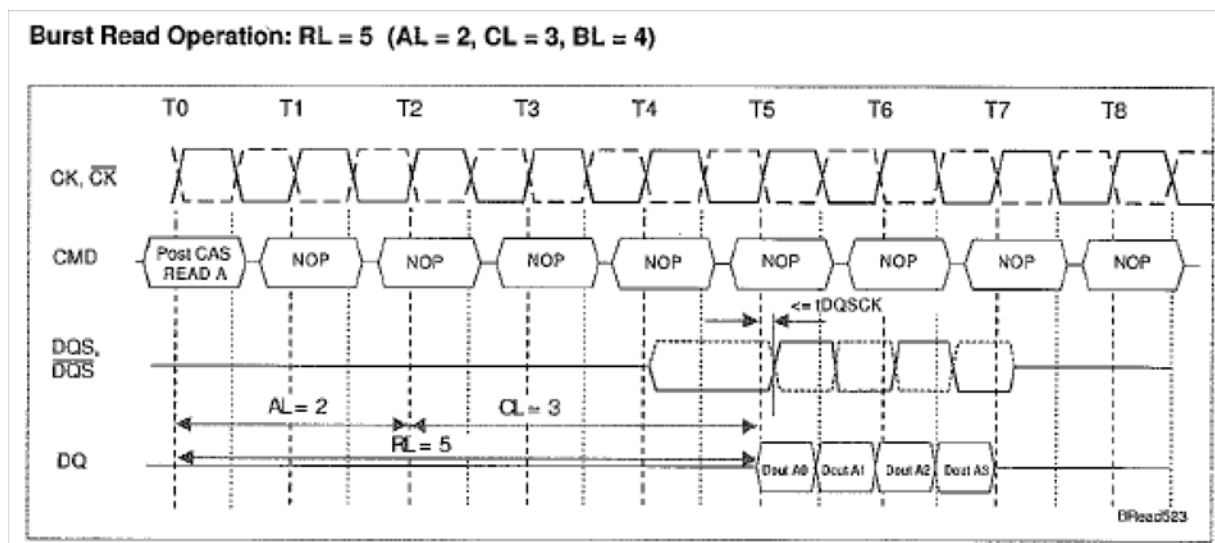 Burst Read Operation: RL = 5 (AL = 2, CL = 3, BL = 4)
T0 T1 T2 T3 T4 T5 T6 T7 T8
CK, C̅K̅
CMD
Post CAS
READ A
NOP NOP NOP NOP NOP NOP NOP NOP
<= tDQSCK
DQS,
D̅Q̅S̅
AL = 2
CL = 3
RL = 5
DQ
Dout A0 Dout A1 Dout A2 Dout A3
BRead523